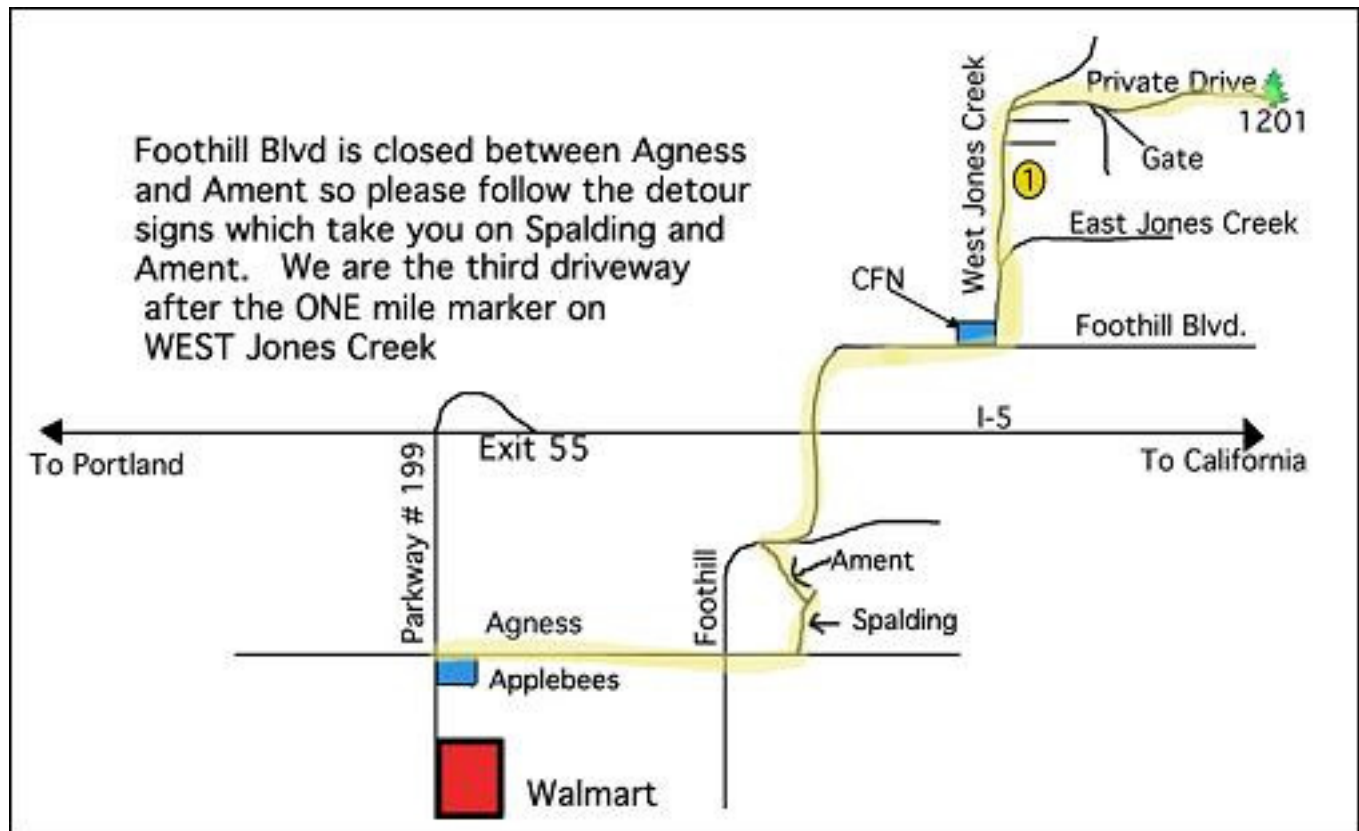 Foothill Blvd is closed between Agness
and Ament so please follow the detour
signs which take you on Spalding and
Ament. We are the third driveway
after the ONE mile marker on
WEST Jones Creek
West Jones Creek
Private Drive
1201
Gate
1
East Jones Creek
CFN
Foothill Blvd.
I-5
To Portland
Exit 55
To California
Parkway # 199
Foothill
Ament
Spalding
Agness
Applebees
Walmart